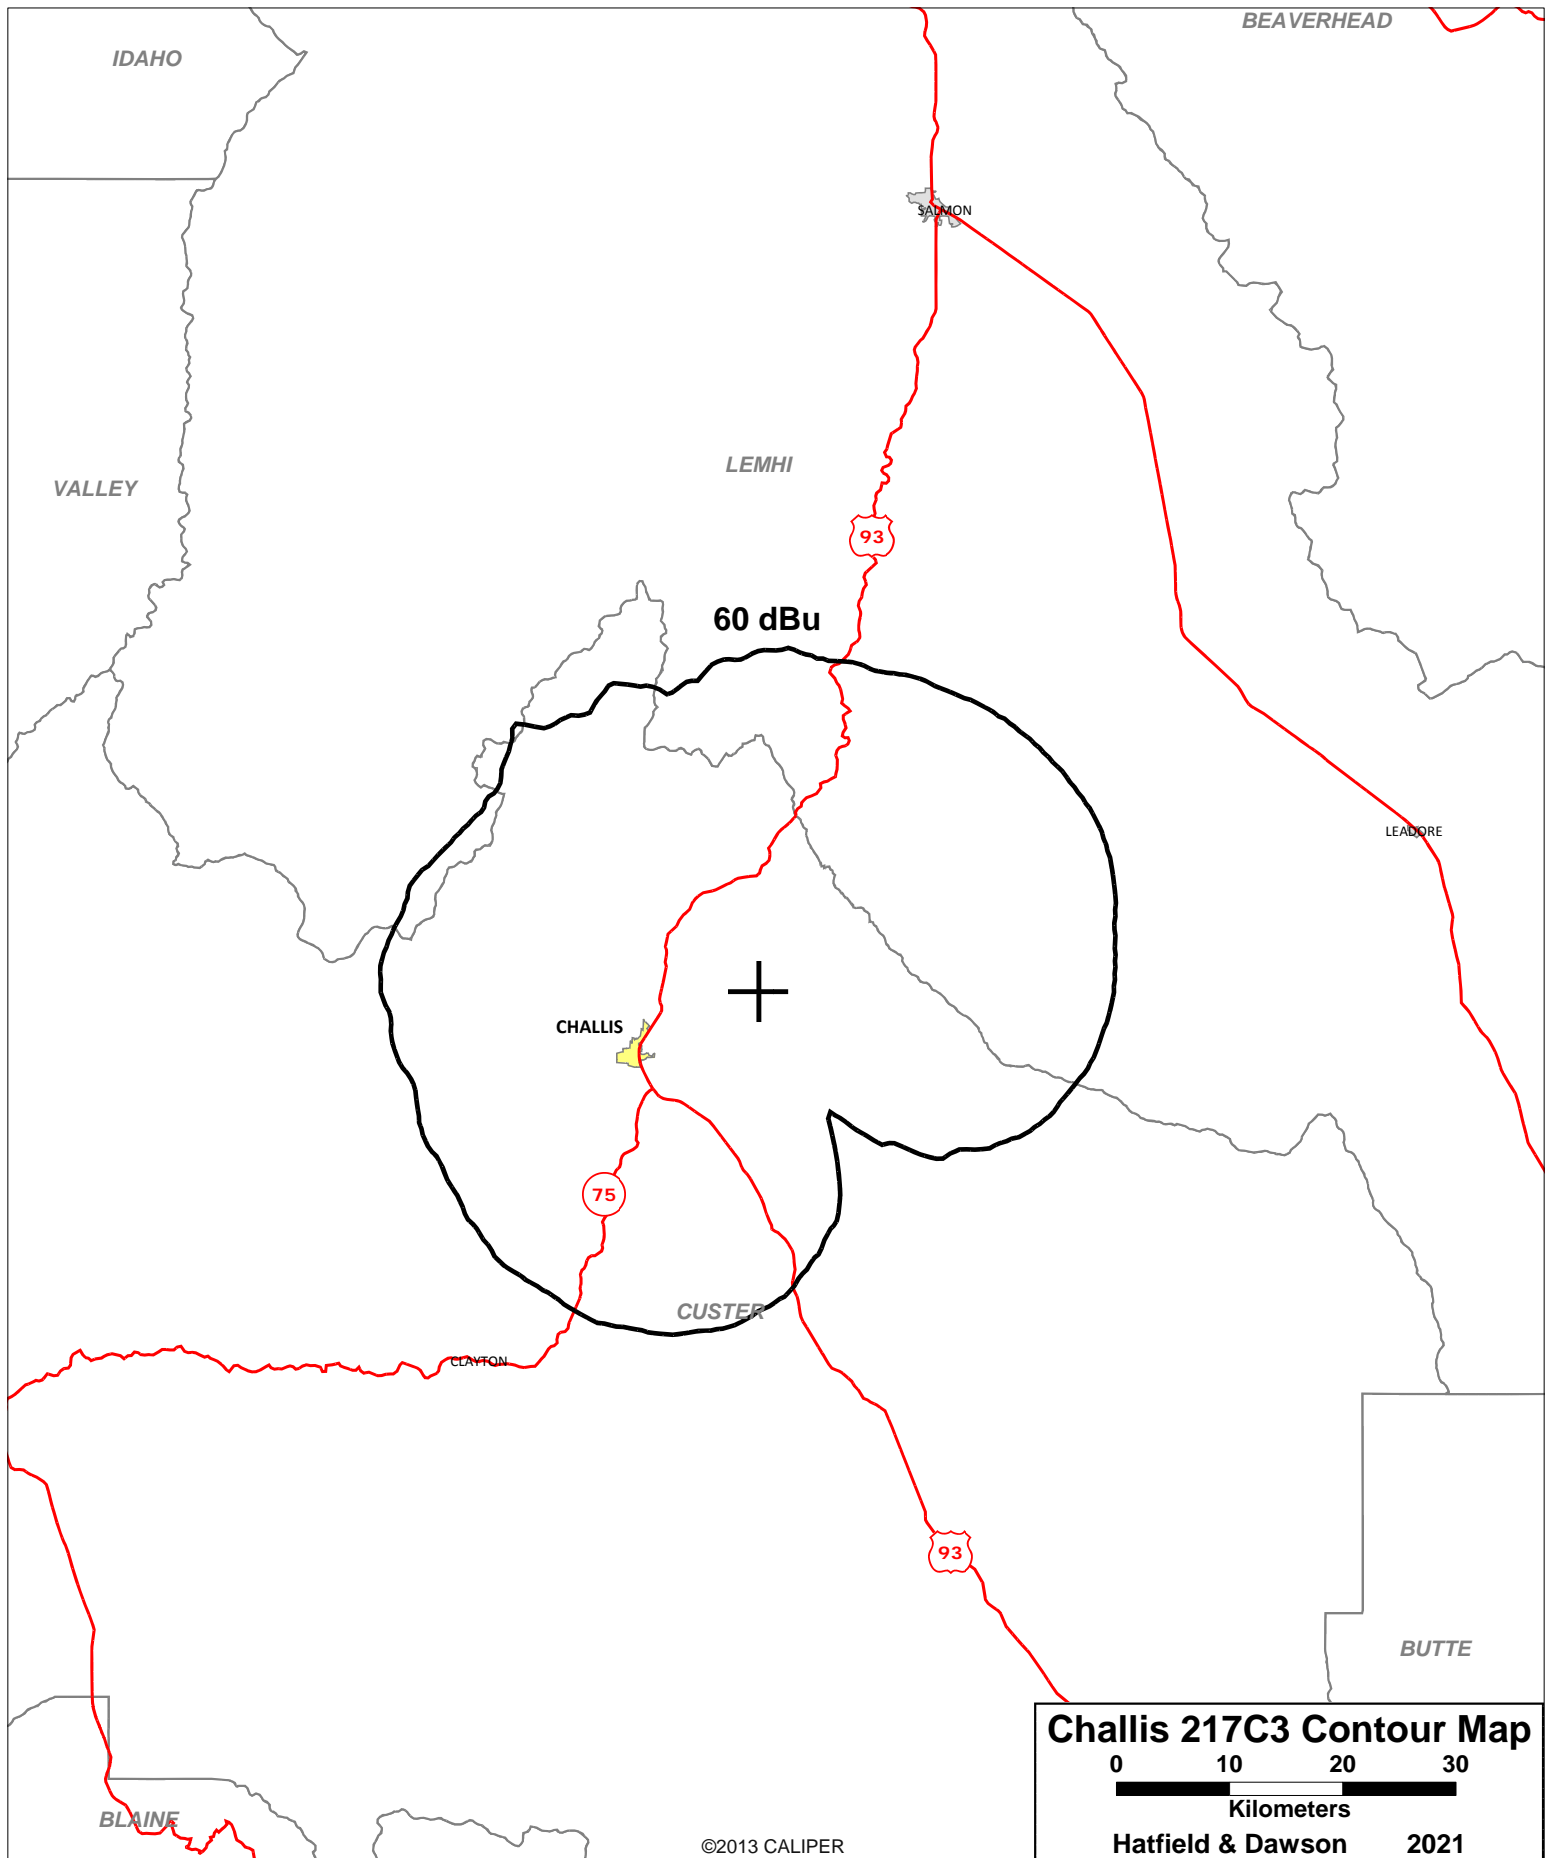 BEAVERHEAD
IDAHO
SALMON
LEMHI
VALLEY
93
60 dBu
LEADORE
CHALLIS
75
CUSTER
CLAYTON
93
BUTTE
Challis 217C3 Contour Map
0 10 20 30
Kilometers
BLAINE
©2013 CALIPER
Hatfield & Dawson 2021